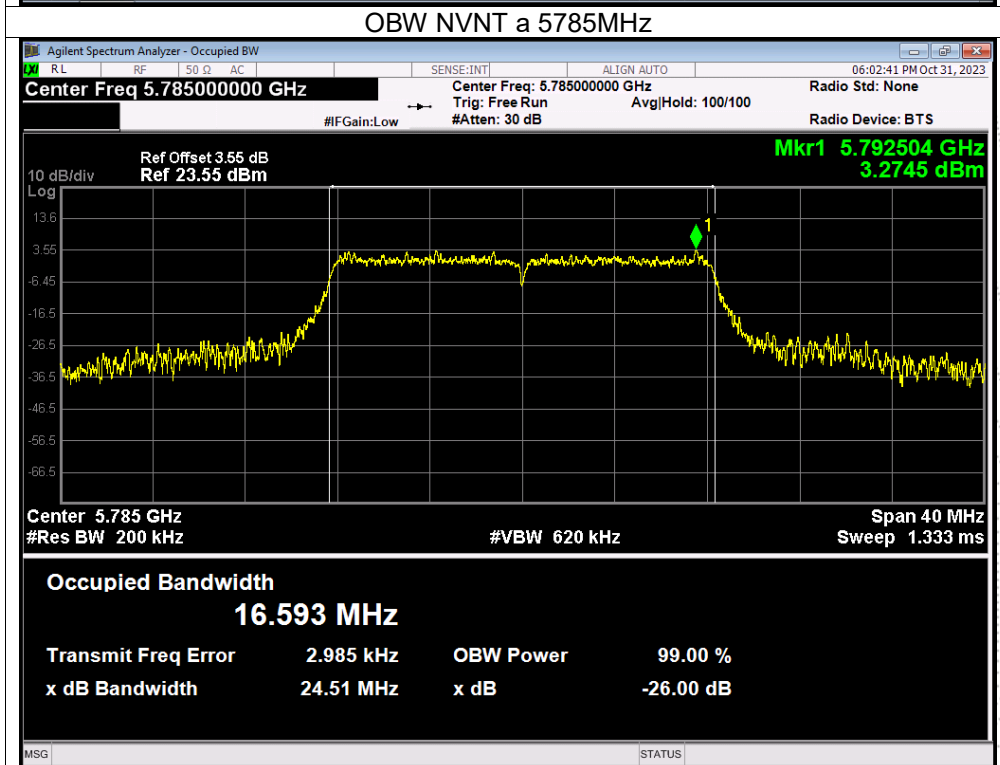 OBW NVNT a 5785MHz
Agilent Spectrum Analyzer - Occupied BW
LXI RL RF 50 Ω AC SENSE:INT ALIGN AUTO 06:02:41 PM Oct 31, 2023
Center Freq 5.785000000 GHz Center Freq: 5.785000000 GHz Radio Std: None
Trig: Free Run Avg|Hold: 100/100
#IFGain:Low #Atten: 30 dB Radio Device: BTS
Mkr1 5.792504 GHz
3.2745 dBm
Ref Offset 3.55 dB
10 dB/div Ref 23.55 dBm
Log
13.6
1
3.55
-6.45
-16.5
-26.5
-36.5
-46.5
-56.5
-66.5
Center 5.785 GHz Span 40 MHz
#Res BW 200 kHz #VBW 620 kHz Sweep 1.333 ms
Occupied Bandwidth
16.593 MHz
Transmit Freq Error 2.985 kHz OBW Power 99.00 %
x dB Bandwidth 24.51 MHz x dB -26.00 dB
MSG STATUS